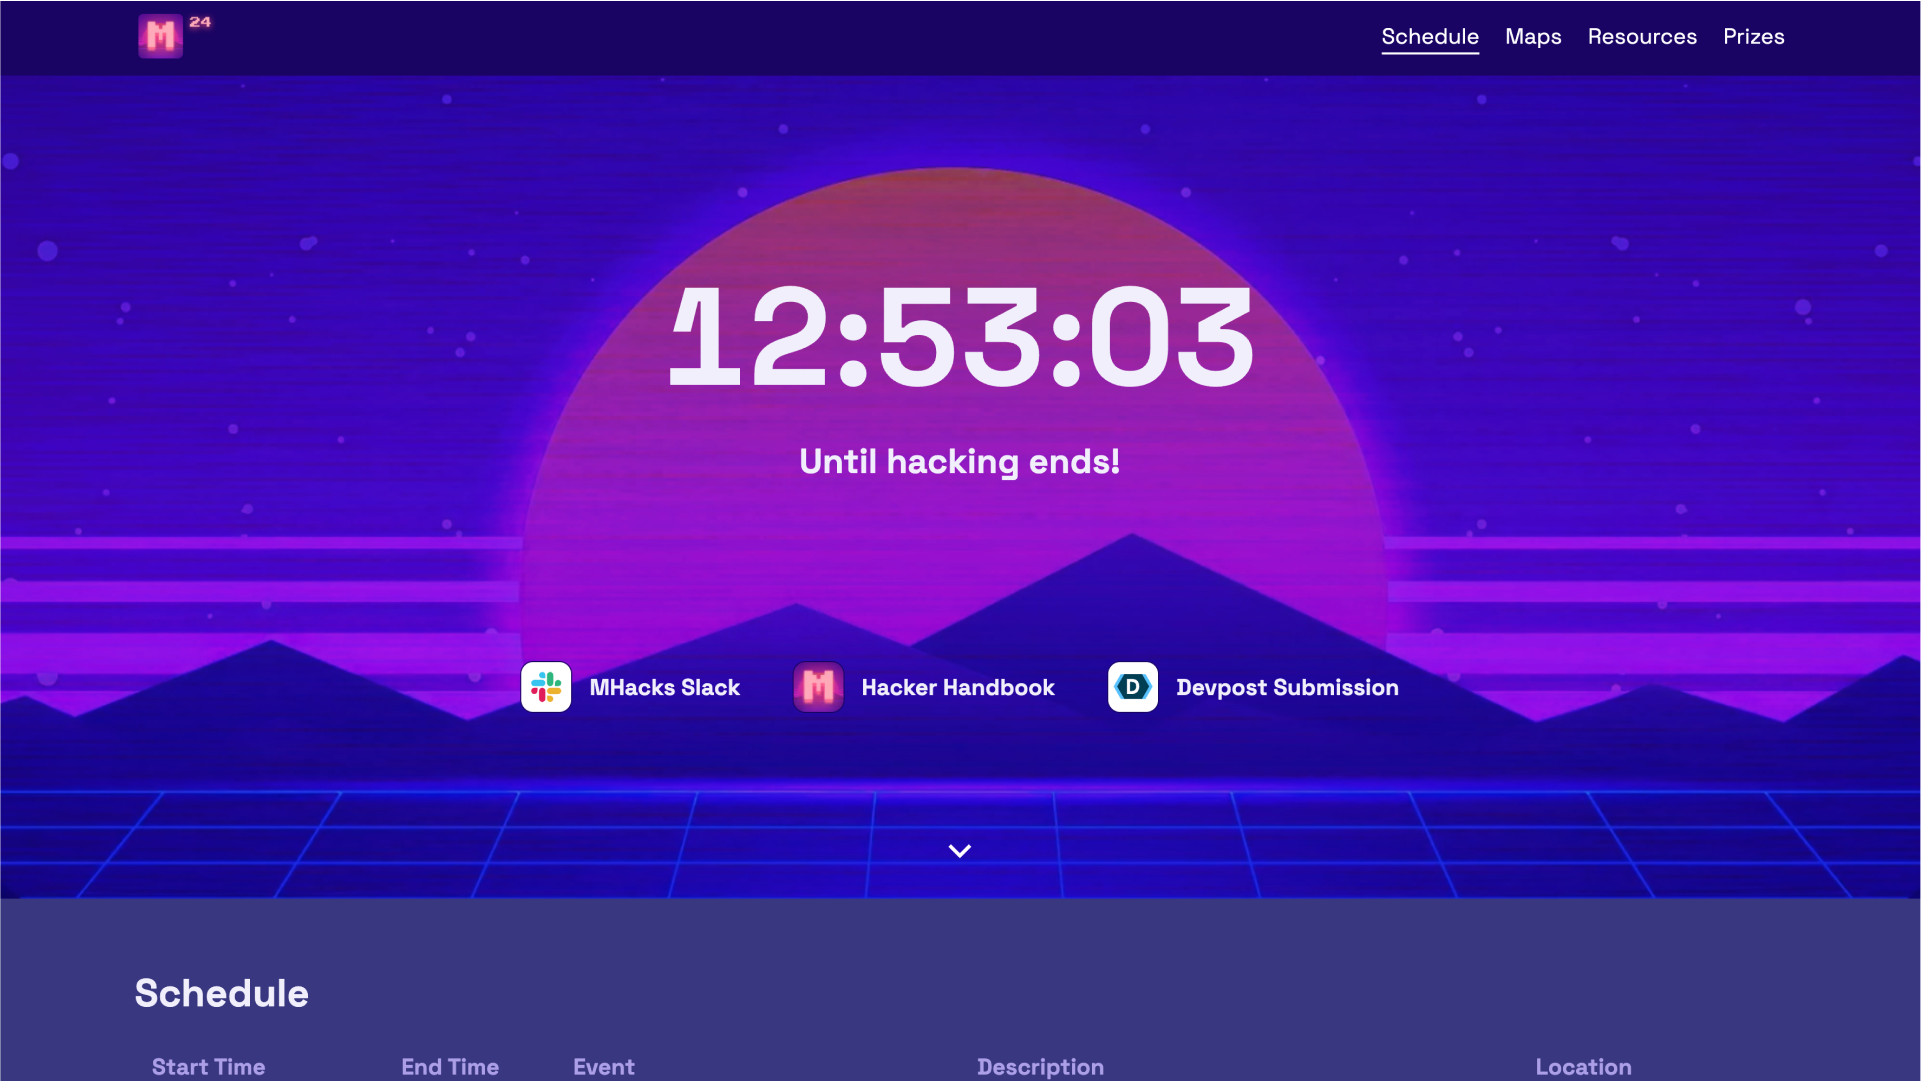 M 24
Schedule Maps Resources Prizes
12:53:03
Until hacking ends!
MHacks Slack M Hacker Handbook D Devpost Submission
Schedule
Start Time End Time Event Description Location